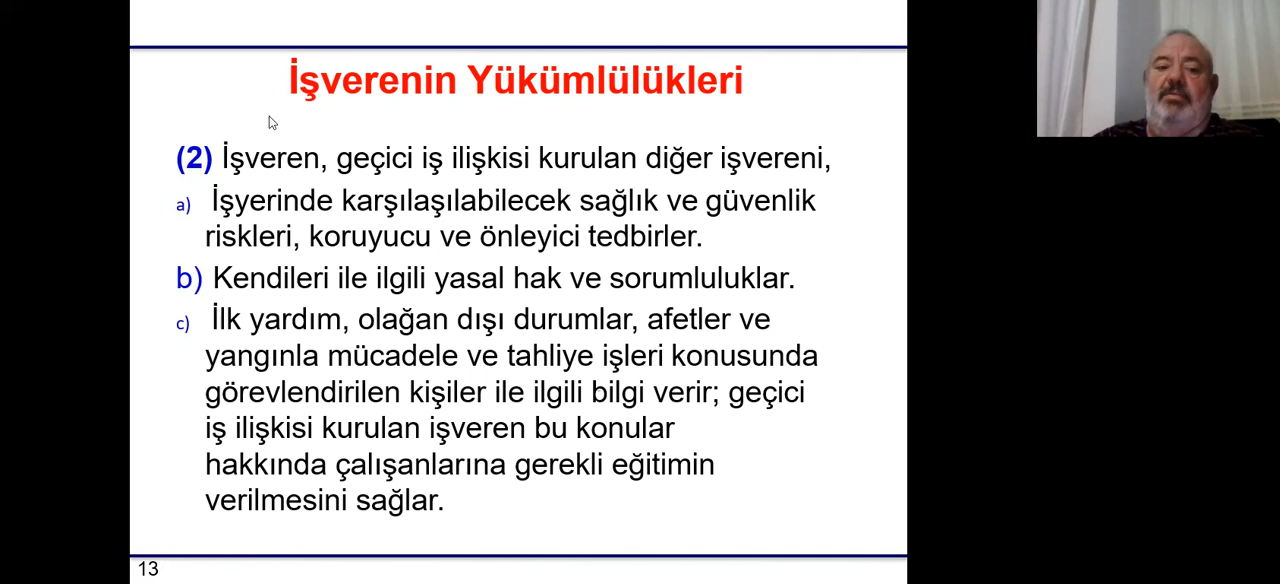 İşverenin Yükümlülükleri
(2) İşveren, geçici iş ilişkisi kurulan diğer işvereni,
a) İşyerinde karşılaşılabilecek sağlık ve güvenlik
riskleri, koruyucu ve önleyici tedbirler.
b) Kendileri ile ilgili yasal hak ve sorumluluklar.
c) İlk yardım, olağan dışı durumlar, afetler ve
yangınla mücadele ve tahliye işleri konusunda
görevlendirilen kişiler ile ilgili bilgi verir; geçici
iş ilişkisi kurulan işveren bu konular
hakkında çalışanlarına gerekli eğitimin
verilmesini sağlar.
13